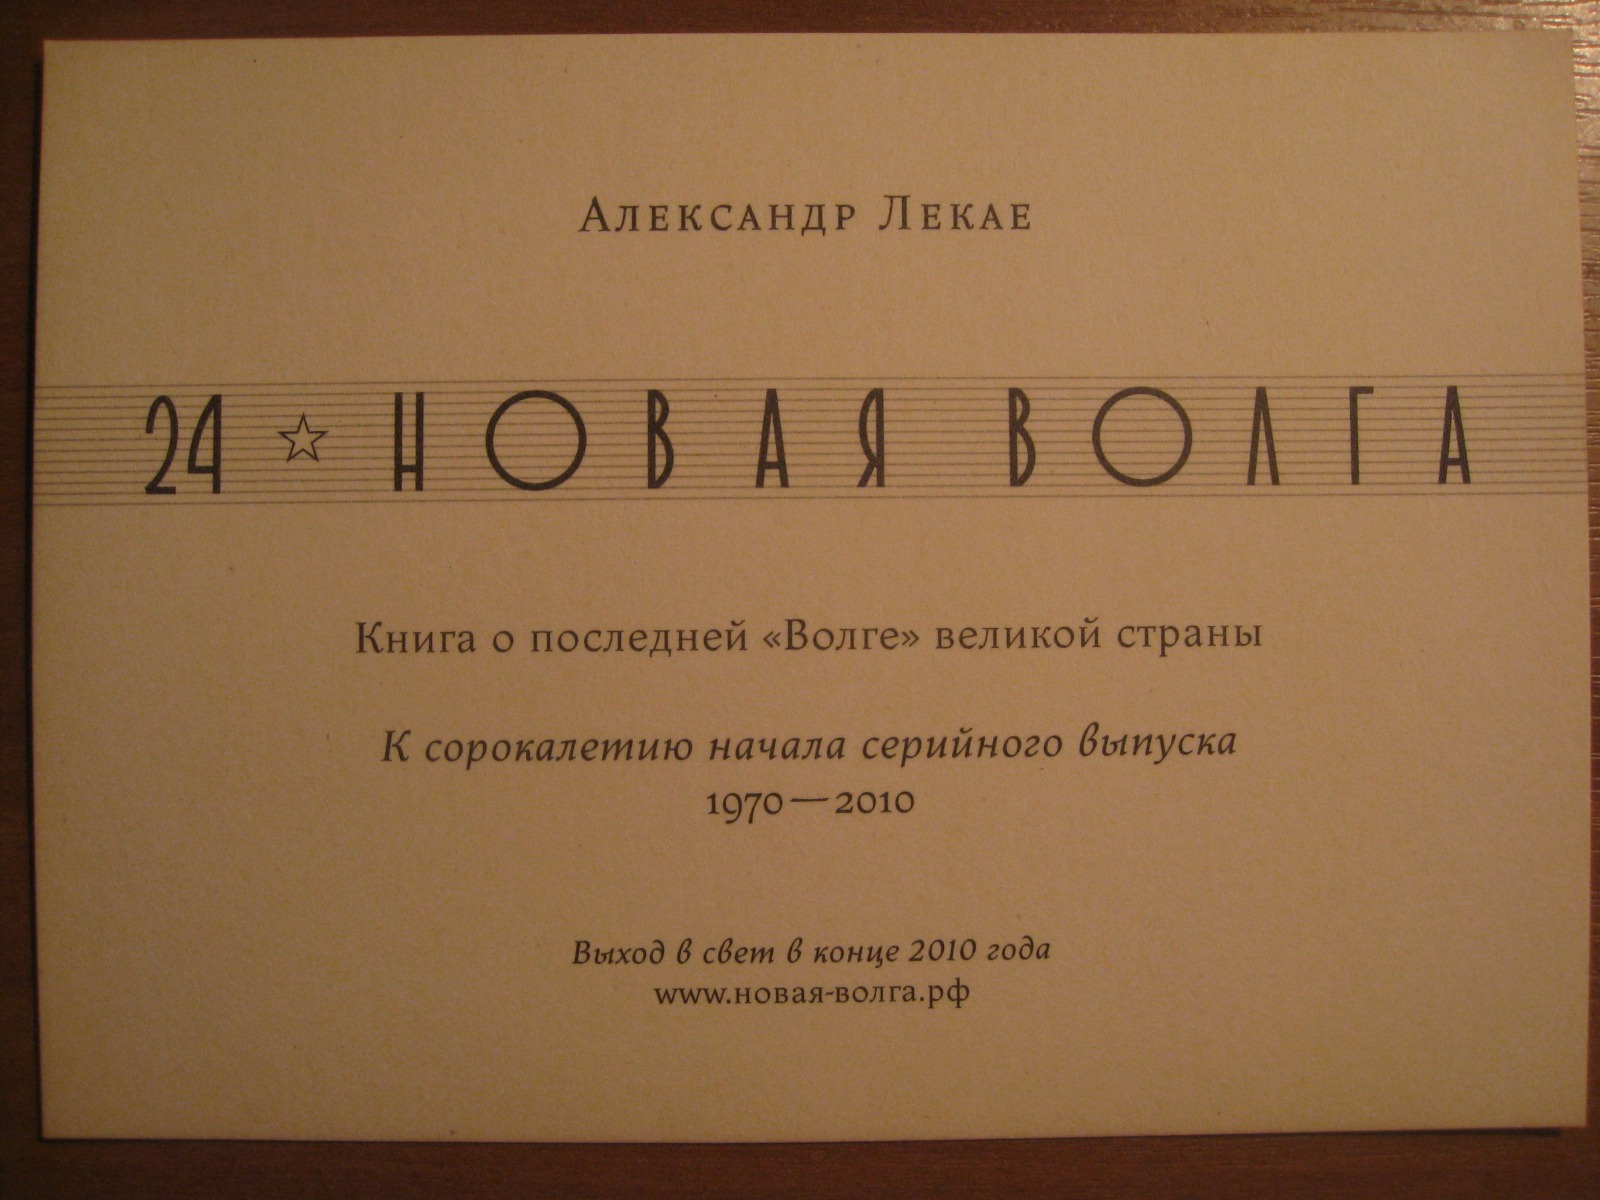 Александр Лекае
24 ☆ НОВАЯ ВОЛГА
Книга о последней «Волге» великой страны
К сорокалетию начала серийного выпуска
1970—2010
Выход в свет в конце 2010 года
www.новая-волга.рф